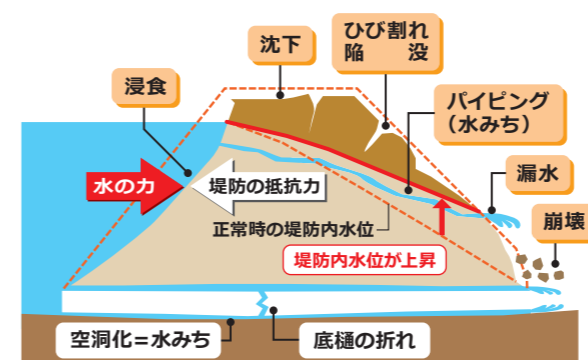 沈下
ひび割れ
陥　没
浸食
パイピング
（水みち）
水の力
堤防の抵抗力
漏水
正常時の堤防内水位
崩壊
堤防内水位が上昇
空洞化＝水みち
底樋の折れ